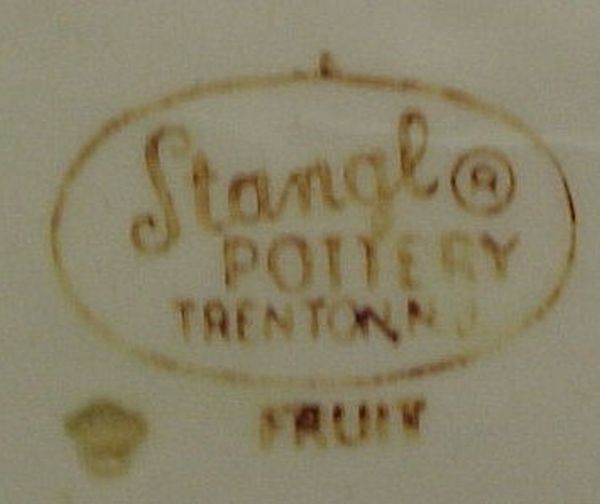 Stangl ®
POTTERY
TRENTON, N.J.
FRUIT